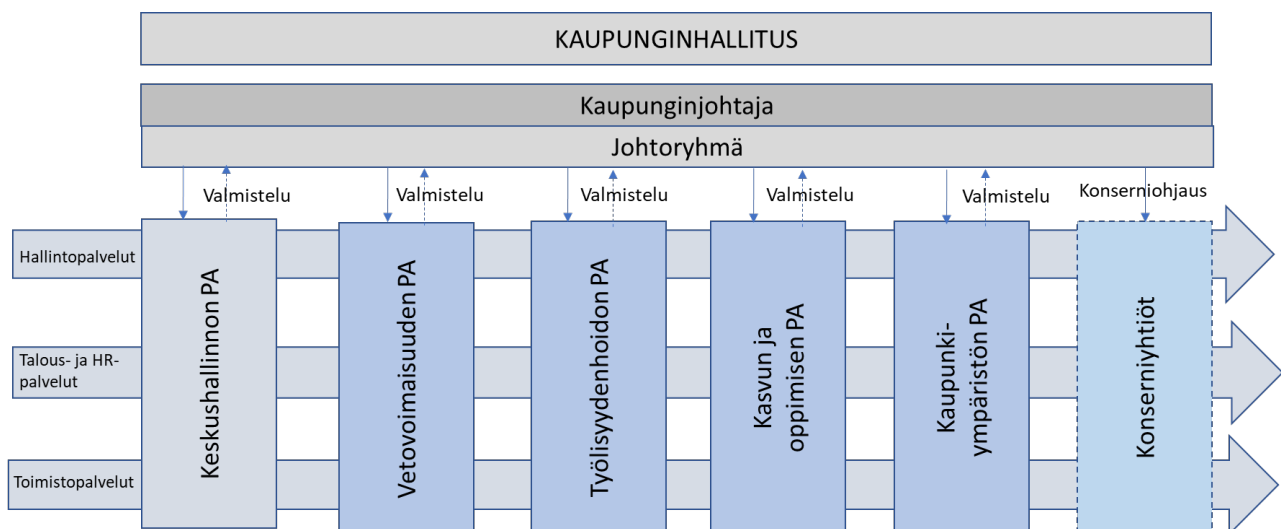 KAUPUNGINHALLITUS
Kaupunginjohtaja
Johtoryhmä
Valmistelu
Valmistelu
Valmistelu
Valmistelu
Valmistelu
Konserniohjaus
Hallintopalvelut
Talous- ja HR-
palvelut
Toimistopalvelut
Keskushallinnon PA
Vetovoimaisuuden PA
Työlisyydenhoidon PA
Kasvun ja
oppimisen PA
Kaupunki-
ympäristön PA
Konserniyhtiöt